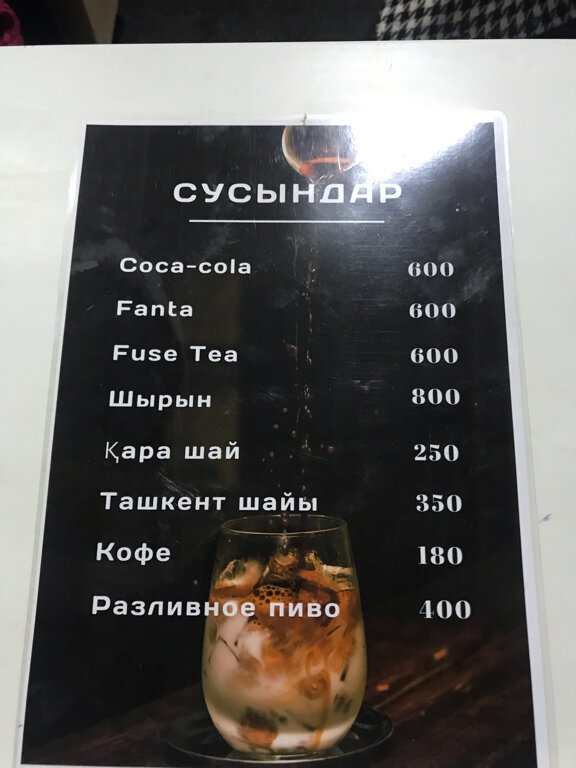 СУСЫНДАР
Coca-cola 600
Fanta 600
Fuse Tea 600
Шырын 800
Қара шай 250
Ташкент шайы 350
Кофе 180
Разливное пиво 400